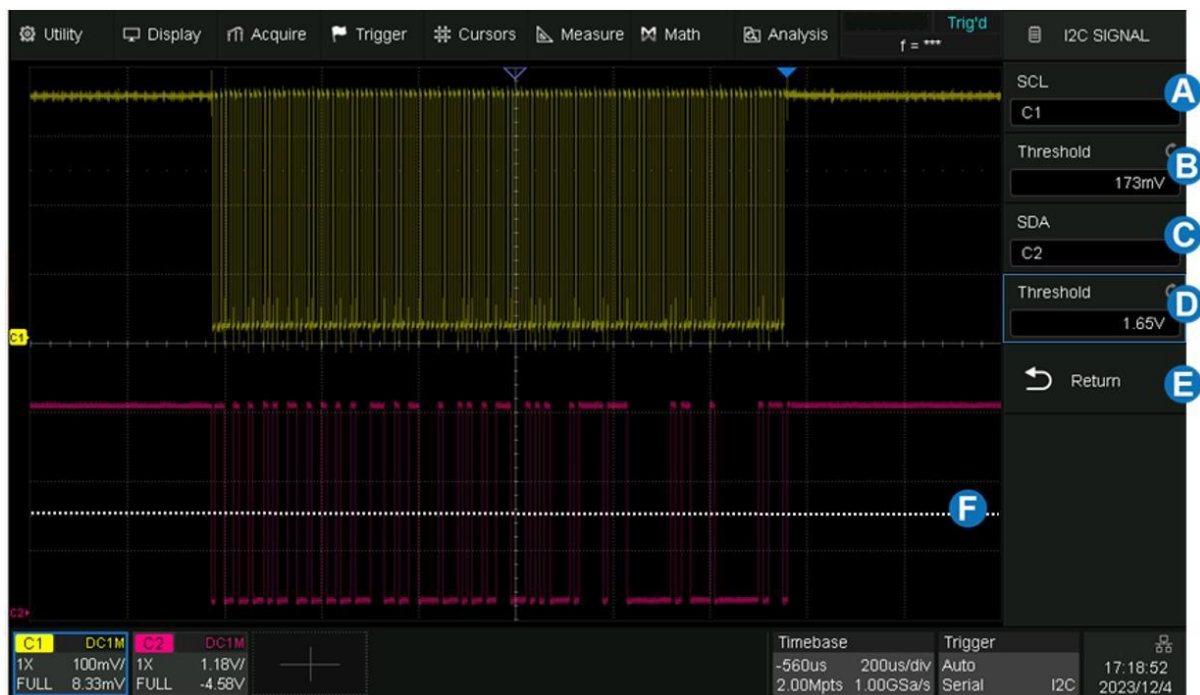 Utility Display Acquire Trigger Cursors Measure Math Analysis Trig'd
f = *** I2C SIGNAL
SCL
A
C1
Threshold
B
173mV
SDA
C
C2
Threshold
D
1.65V
Return E
C1
F
C2
C1 DC1M C2 DC1M
1X 100mV/ 1X 1.18V/
FULL 8.33mV FULL -4.58V
Timebase Trigger
-560us 200us/div Auto 17:18:52
2.00Mpts 1.00GSa/s Serial I2C 2023/12/4